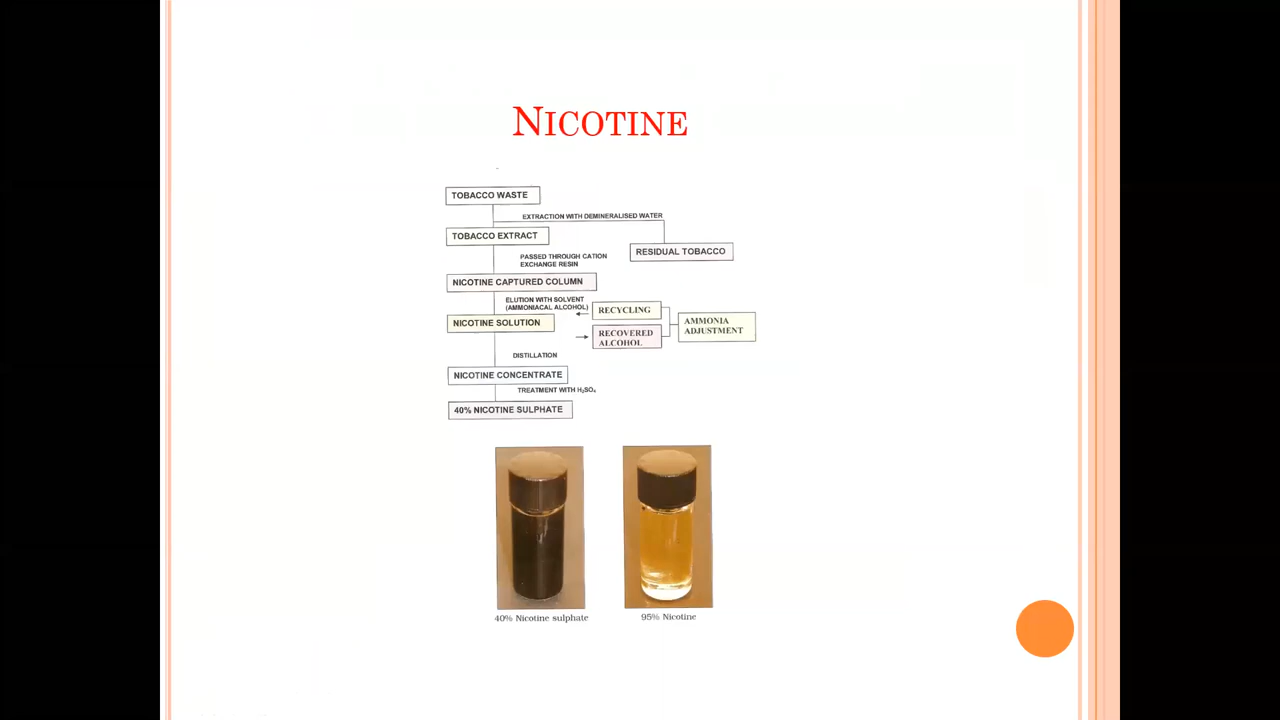 NICOTINE
TOBACCO WASTE
EXTRACTION WITH DEMINERALISED WATER
TOBACCO EXTRACT
RESIDUAL TOBACCO
PASSED THROUGH CATION
EXCHANGE RESIN
NICOTINE CAPTURED COLUMN
ELUTION WITH SOLVENT
(AMMONIACAL ALCOHOL)
RECYCLING
NICOTINE SOLUTION
AMMONIA
ADJUSTMENT
RECOVERED
ALCOHOL
DISTILLATION
NICOTINE CONCENTRATE
TREATMENT WITH H₂SO₄
40% NICOTINE SULPHATE
40% Nicotine sulphate
95% Nicotine